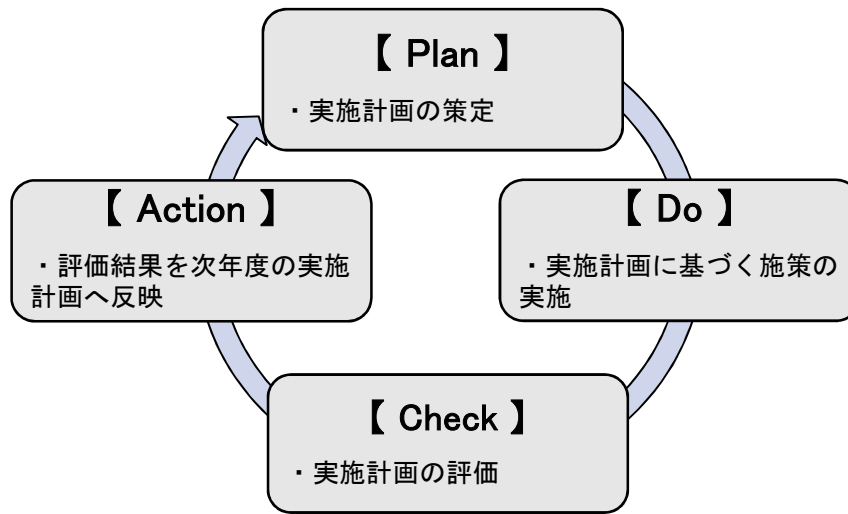 【 Plan 】
・実施計画の策定
【 Do 】
・実施計画に基づく施策の
実施
【 Check 】
・実施計画の評価
【 Action 】
・評価結果を次年度の実施
計画へ反映